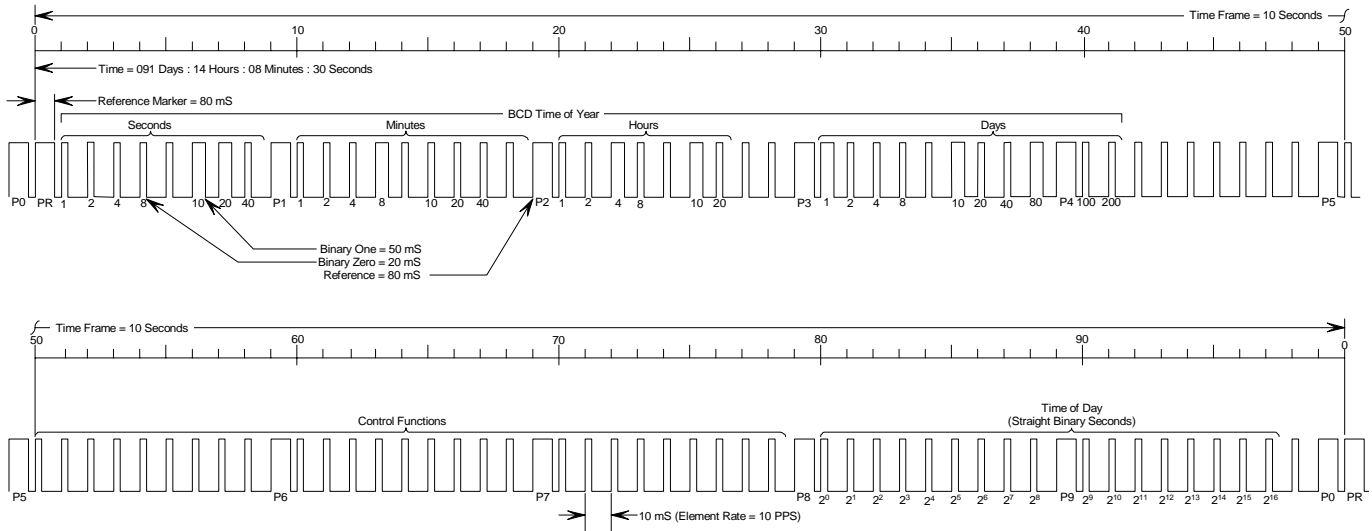 Time Frame = 10 Seconds
0 10 20 30 40 50
Time = 091 Days : 14 Hours : 08 Minutes : 30 Seconds
Reference Marker = 80 mS
BCD Time of Year
Seconds Minutes Hours Days
P0 PR 1 2 4 8 10 20 40 P1 1 2 4 8 10 20 40 P2 1 2 4 8 10 20 P3 1 2 4 8 10 20 40 80 P4 100 200 P5
Binary One = 50 mS
Binary Zero = 20 mS
Reference = 80 mS
Time Frame = 10 Seconds
50 60 70 80 90 0
Control Functions
Time of Day
(Straight Binary Seconds)
P5 P6 P7 P8 2⁰ 2¹ 2² 2³ 2⁴ 2⁵ 2⁶ 2⁷ 2⁸ P9 2⁹ 2¹⁰ 2¹¹ 2¹² 2¹³ 2¹⁴ 2¹⁵ 2¹⁶ P0 PR
10 mS (Element Rate = 10 PPS)